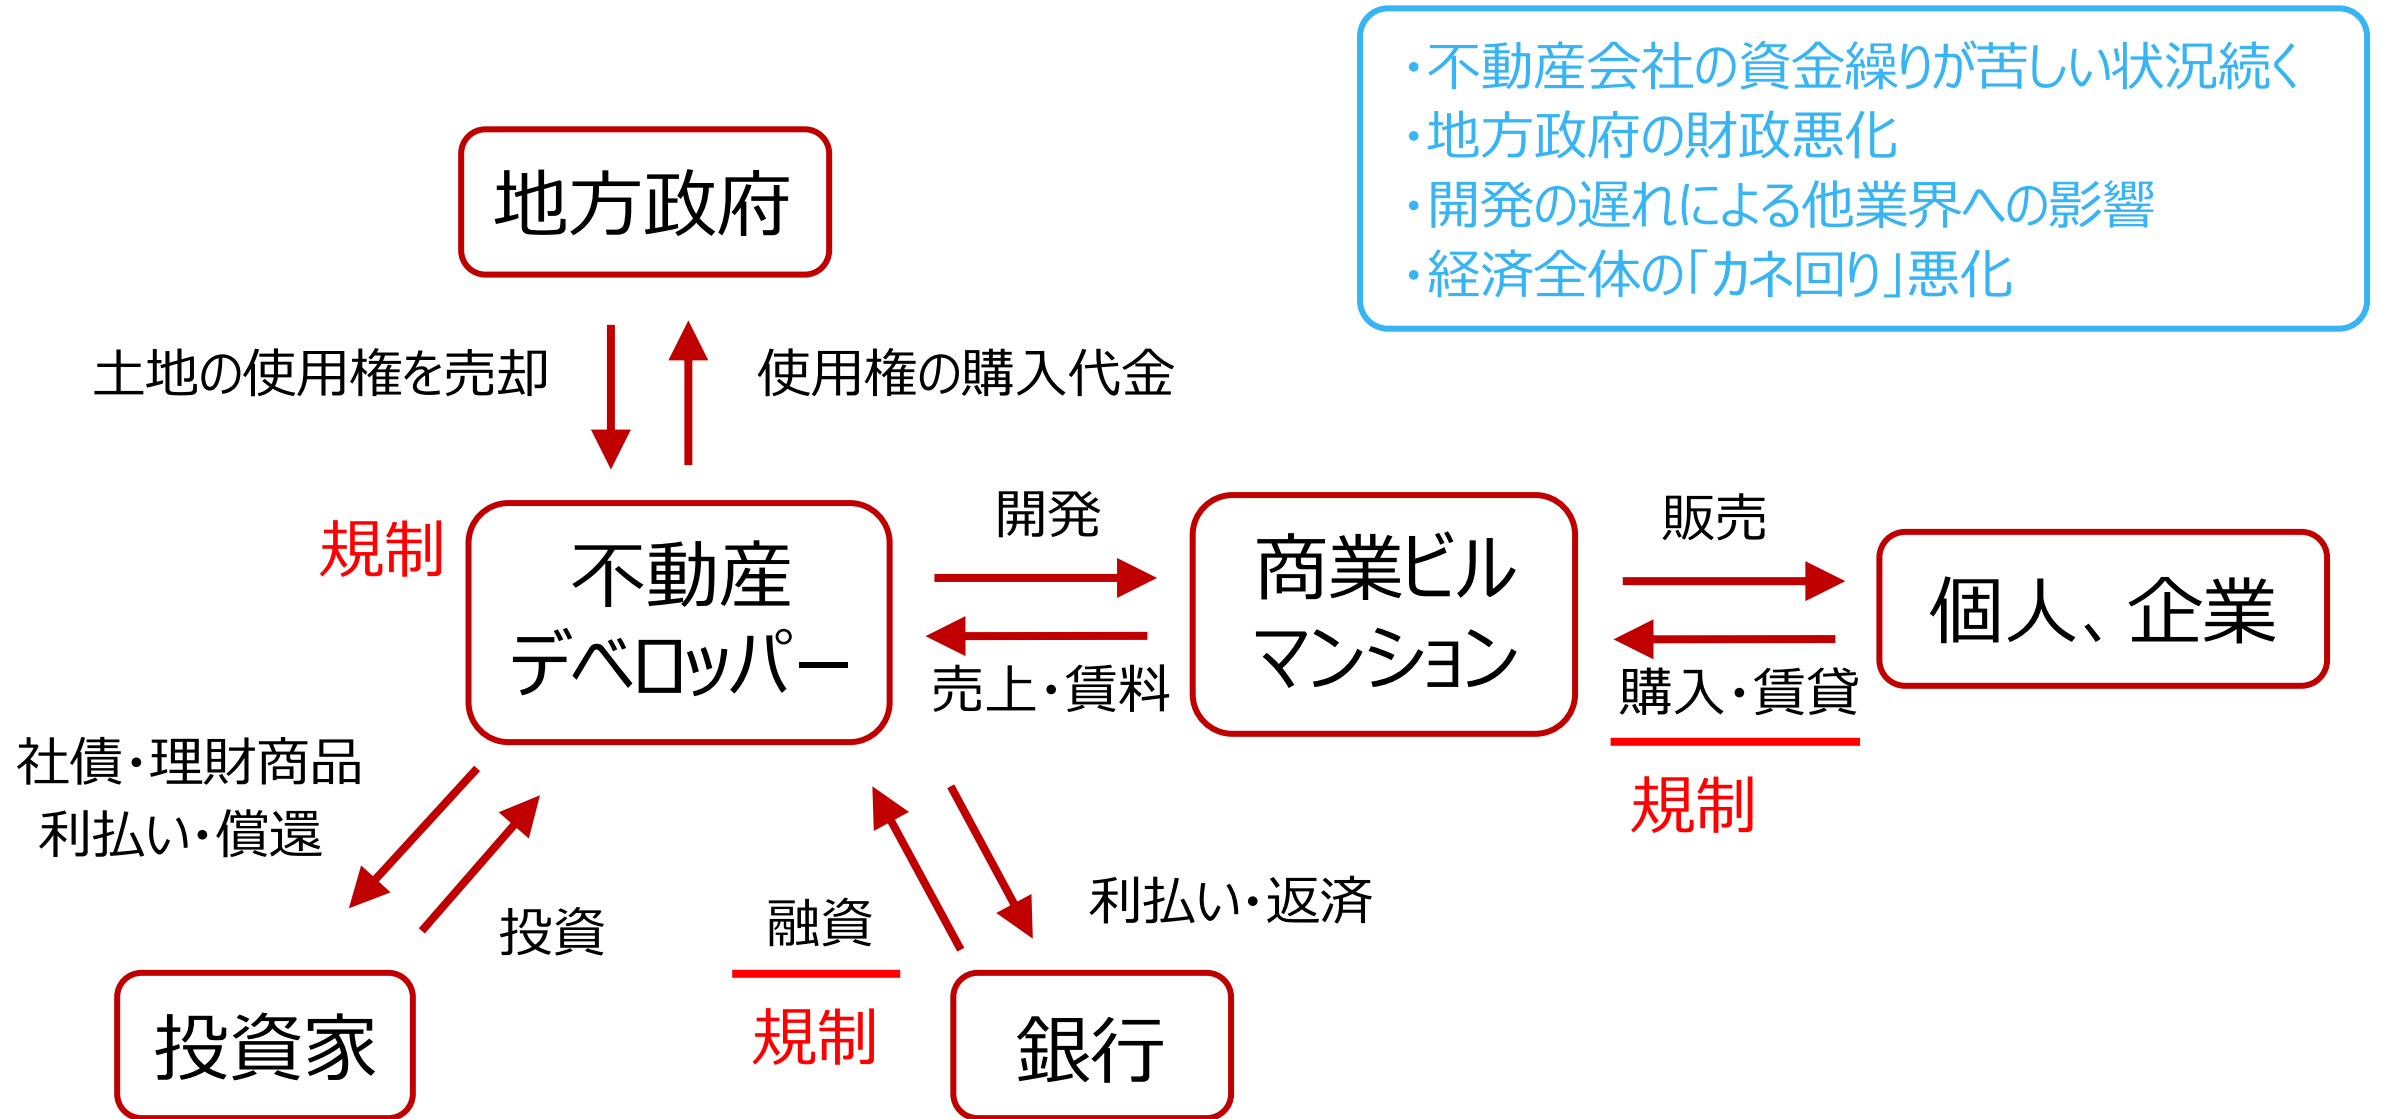 ・不動産会社の資金繰りが苦しい状況続く
・地方政府の財政悪化
・開発の遅れによる他業界への影響
・経済全体の「カネ回り」悪化
地方政府
土地の使用権を売却
使用権の購入代金
規制
不動産
デベロッパー
開発
売上・賃料
商業ビル
マンション
販売
購入・賃貸
規制
個人、企業
社債・理財商品
利払い・償還
投資
融資
規制
利払い・返済
投資家
銀行